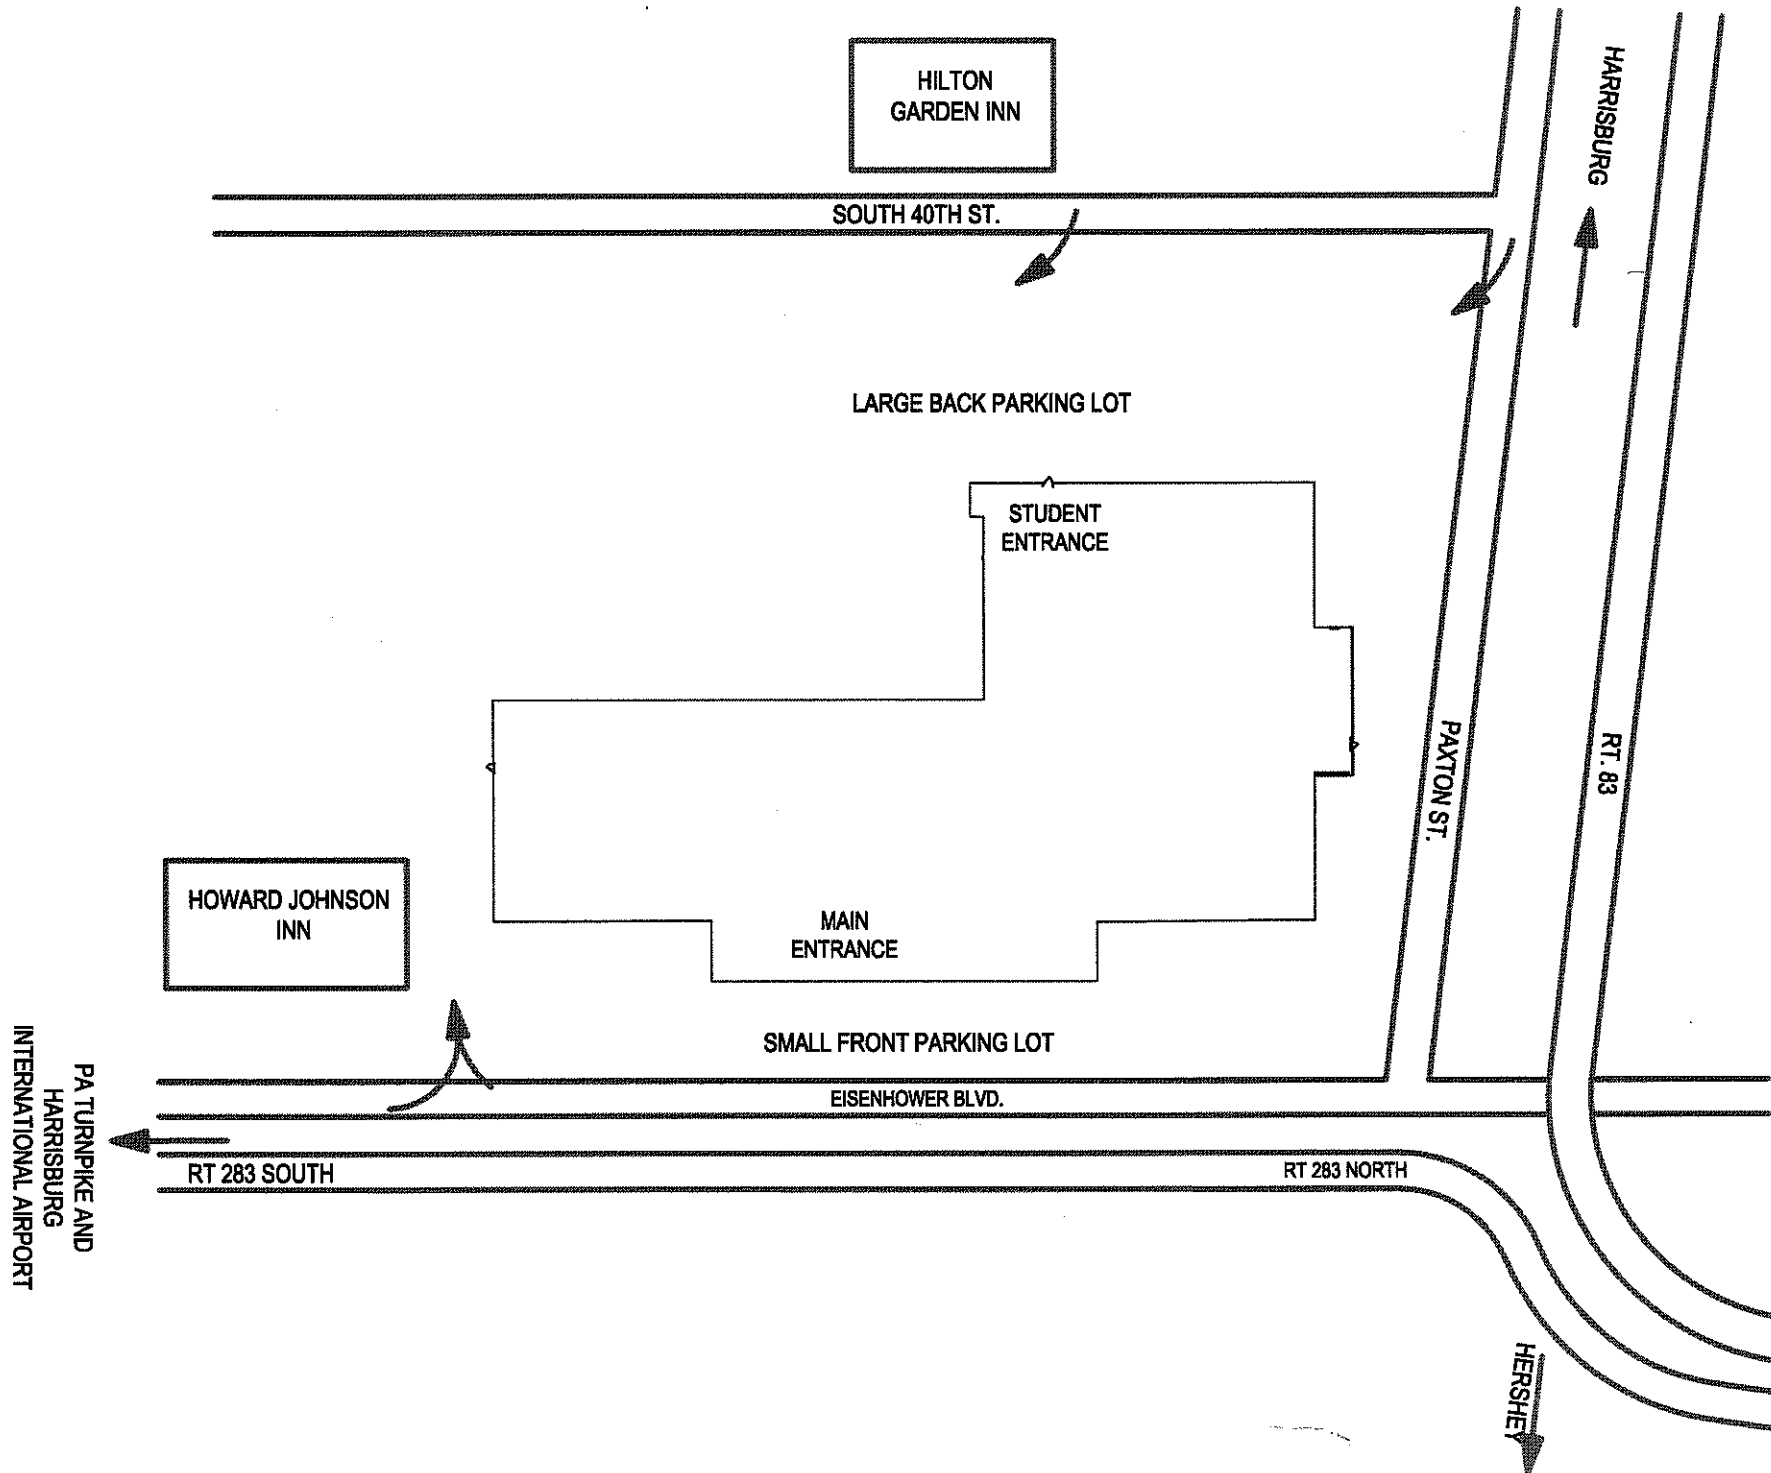 HILTON
GARDEN INN
HARRISBURG
SOUTH 40TH ST.
LARGE BACK PARKING LOT
STUDENT
ENTRANCE
PAXTON ST.
RT. 83
HOWARD JOHNSON
INN
MAIN
ENTRANCE
SMALL FRONT PARKING LOT
EISENHOWER BLVD.
PA TURNPIKE AND
HARRISBURG
INTERNATIONAL AIRPORT
RT 283 SOUTH
RT 283 NORTH
HERSHEY